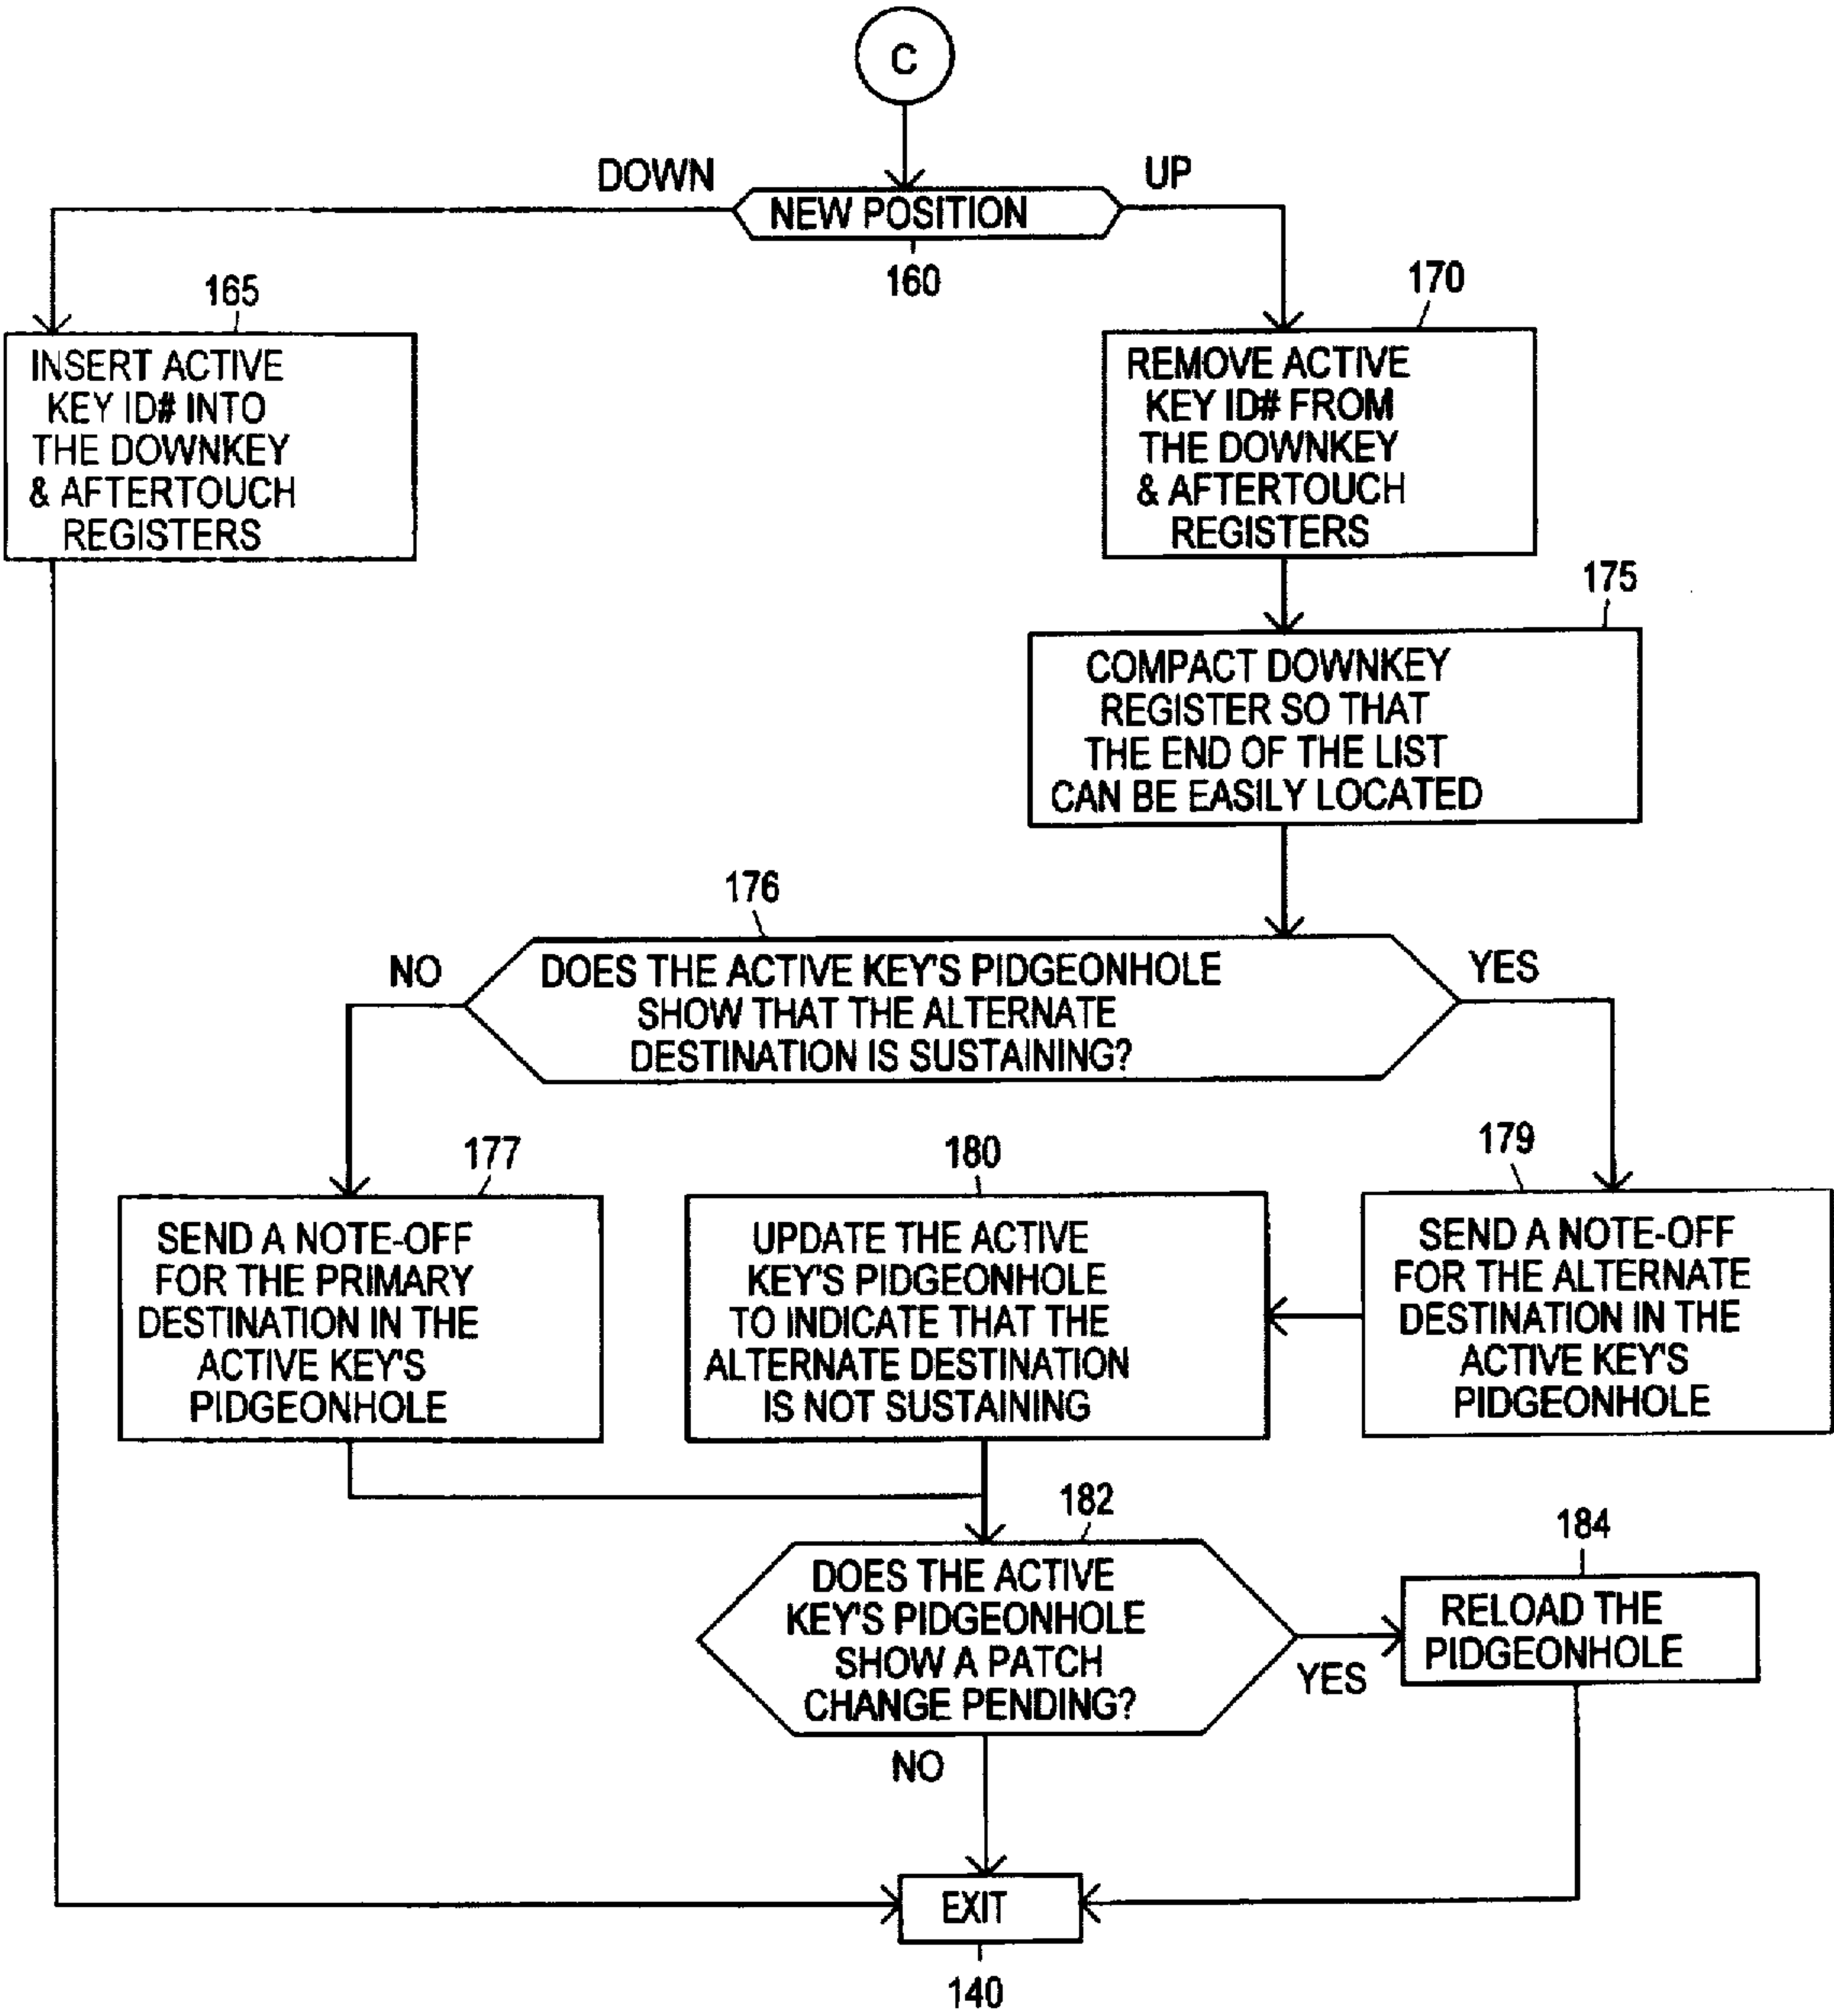 C
DOWN
UP
NEW POSITION
160
165
INSERT ACTIVE
KEY ID# INTO
THE DOWNKEY
& AFTERTOUCH
REGISTERS
170
REMOVE ACTIVE
KEY ID# FROM
THE DOWNKEY
& AFTERTOUCH
REGISTERS
175
COMPACT DOWNKEY
REGISTER SO THAT
THE END OF THE LIST
CAN BE EASILY LOCATED
176
NO
DOES THE ACTIVE KEY'S PIDGEONHOLE
SHOW THAT THE ALTERNATE
DESTINATION IS SUSTAINING?
YES
177
SEND A NOTE-OFF
FOR THE PRIMARY
DESTINATION IN THE
ACTIVE KEY'S
PIDGEONHOLE
180
UPDATE THE ACTIVE
KEY'S PIDGEONHOLE
TO INDICATE THAT THE
ALTERNATE DESTINATION
IS NOT SUSTAINING
179
SEND A NOTE-OFF
FOR THE ALTERNATE
DESTINATION IN THE
ACTIVE KEY'S
PIDGEONHOLE
182
DOES THE ACTIVE
KEY'S PIDGEONHOLE
SHOW A PATCH
CHANGE PENDING?
YES
184
RELOAD THE
PIDGEONHOLE
NO
EXIT
140